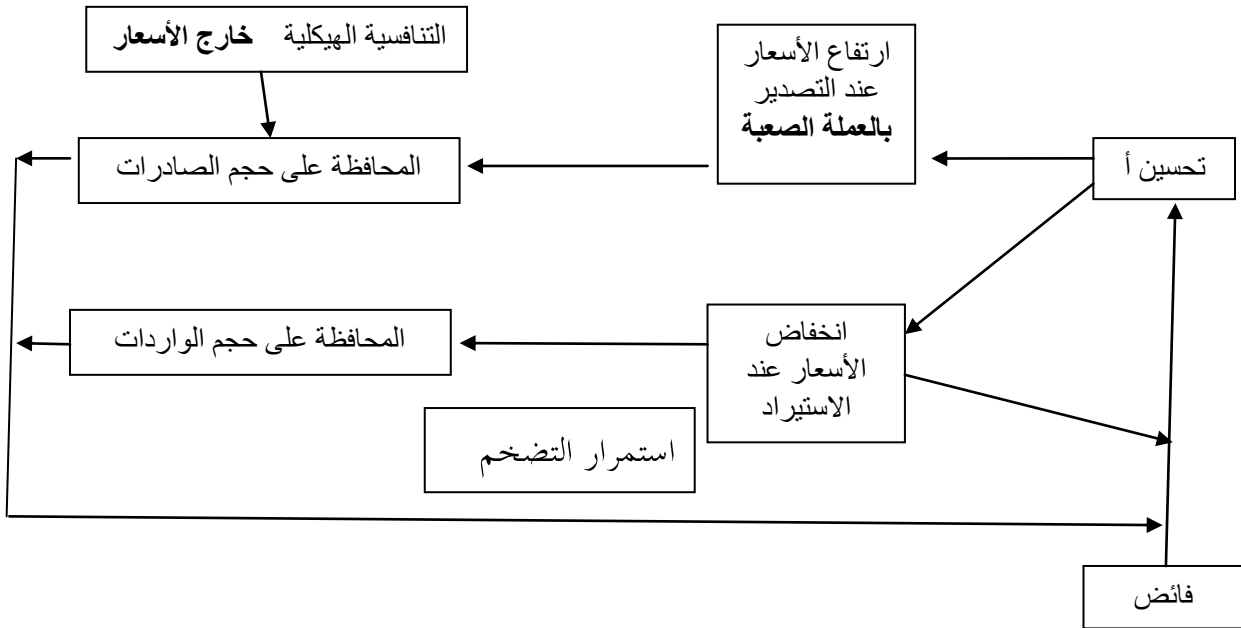 التنافسية الهيكلية خارج الأسعار
ارتفاع الأسعار
عند التصدير
بالعملة الصعبة
تحسين أ
المحافظة على حجم الصادرات
انخفاض
الأسعار عند
الاستيراد
المحافظة على حجم الواردات
استمرار التضخم
فائض